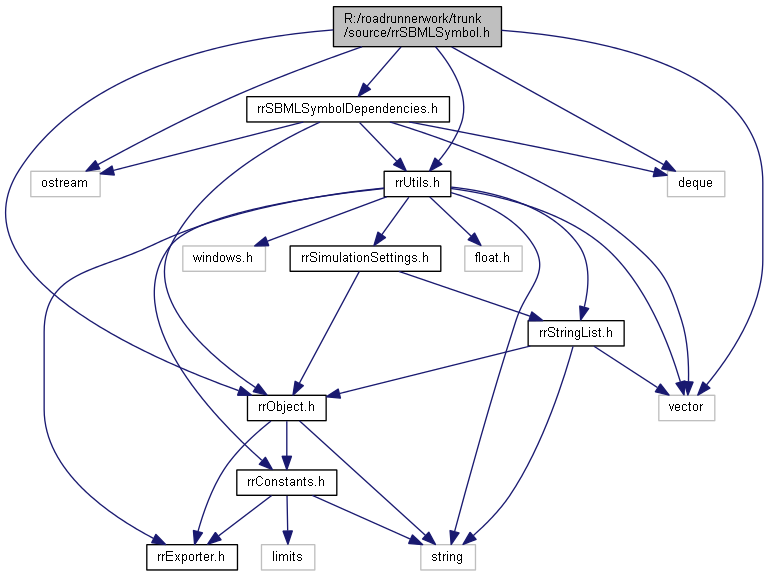 R:/roadrunnerwork/trunk
/source/rrSBMLSymbol.h
rrSBMLSymbolDependencies.h
ostream
rrUtils.h
deque
windows.h
rrSimulationSettings.h
float.h
rrStringList.h
rrObject.h
vector
rrConstants.h
rrExporter.h
limits
string